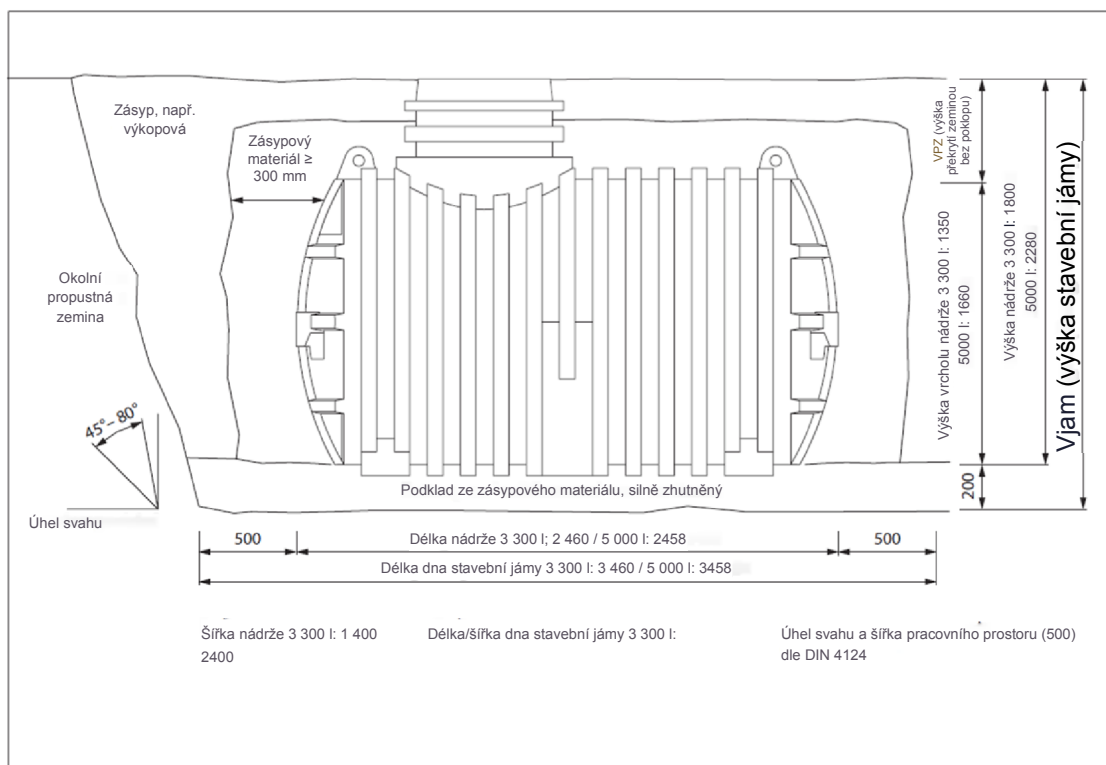 Zásyp, např.
výkopová
Zásypový
materiál ≥
300 mm
VPZ (výška
překrytí zeminou
bez poklopu)
Výška vrcholu nádrže 3 300 l: 1350
5000 l: 1660
Výška nádrže 3 300 l: 1800
5000 l: 2280
Vjam (výška stavební jámy)
Okolní
propustná
zemina
45°– 80°
Úhel svahu
Podklad ze zásypového materiálu, silně zhutněný
200
500
Délka nádrže 3 300 l; 2 460 / 5 000 l: 2458
500
Délka dna stavební jámy 3 300 l: 3 460 / 5 000 l: 3458
Šířka nádrže 3 300 l: 1 400
2400
Délka/šířka dna stavební jámy 3 300 l:
Úhel svahu a šířka pracovního prostoru (500)
dle DIN 4124